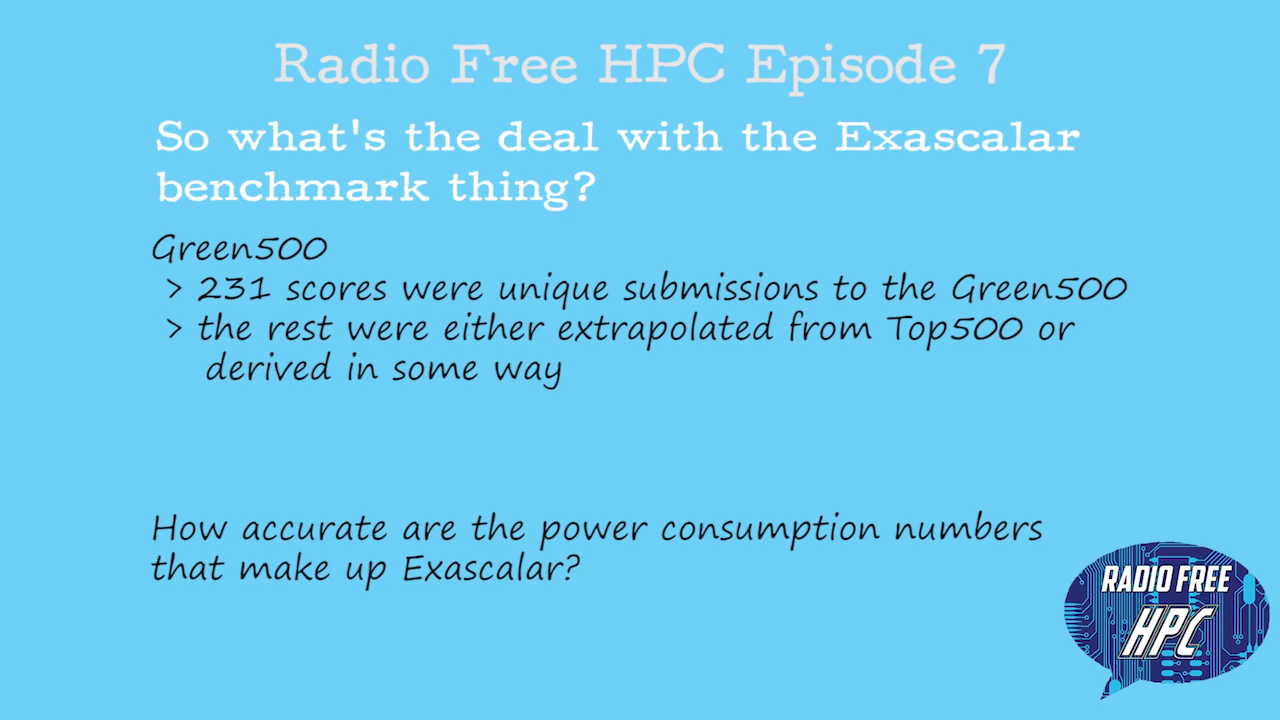 Radio Free HPC Episode 7
So what's the deal with the Exascalar
benchmark thing?
Green500
> 231 scores were unique submissions to the Green500
> the rest were either extrapolated from Top500 or
derived in some way
How accurate are the power consumption numbers
that make up Exascalar?
RADIO FREE
HPC